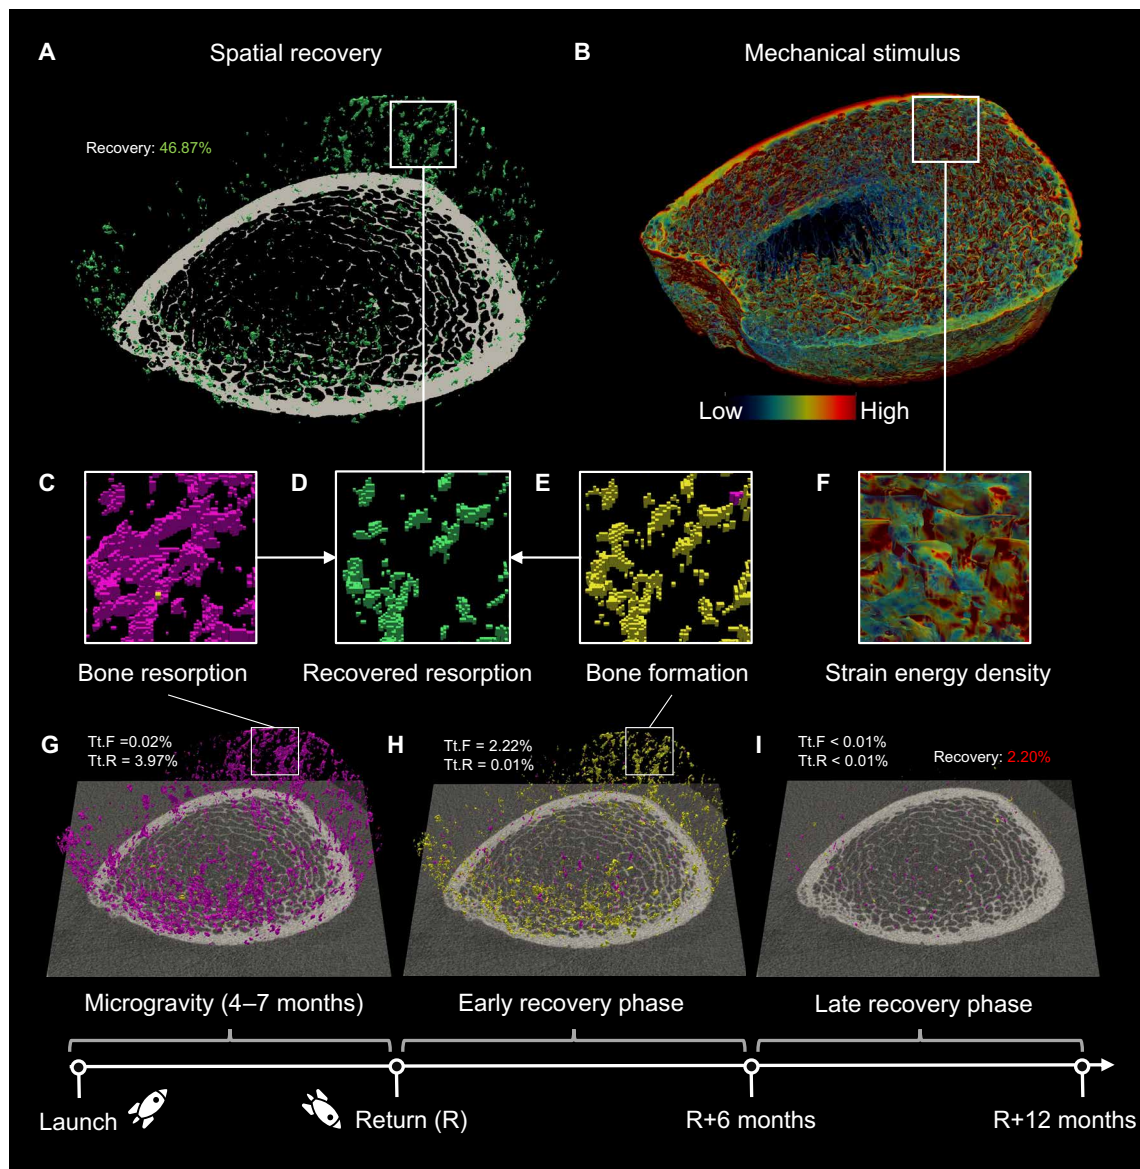 A
Spatial recovery
B
Mechanical stimulus
Recovery: 46.87%
Low
High
C
D
E
F
Bone resorption
Recovered resorption
Bone formation
Strain energy density
G
Tt.F =0.02%
Tt.R = 3.97%
H
Tt.F = 2.22%
Tt.R = 0.01%
I
Tt.F < 0.01%
Tt.R < 0.01%
Recovery: 2.20%
Microgravity (4–7 months)
Early recovery phase
Late recovery phase
Launch
Return (R)
R+6 months
R+12 months